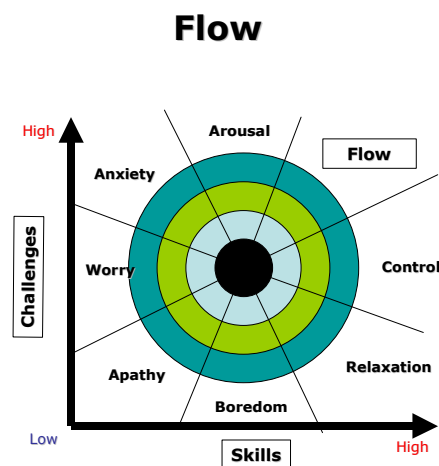 Flow
High
Arousal
Flow
Anxiety
Challenges
Worry
Control
Apathy
Relaxation
Boredom
Low
Skills
High